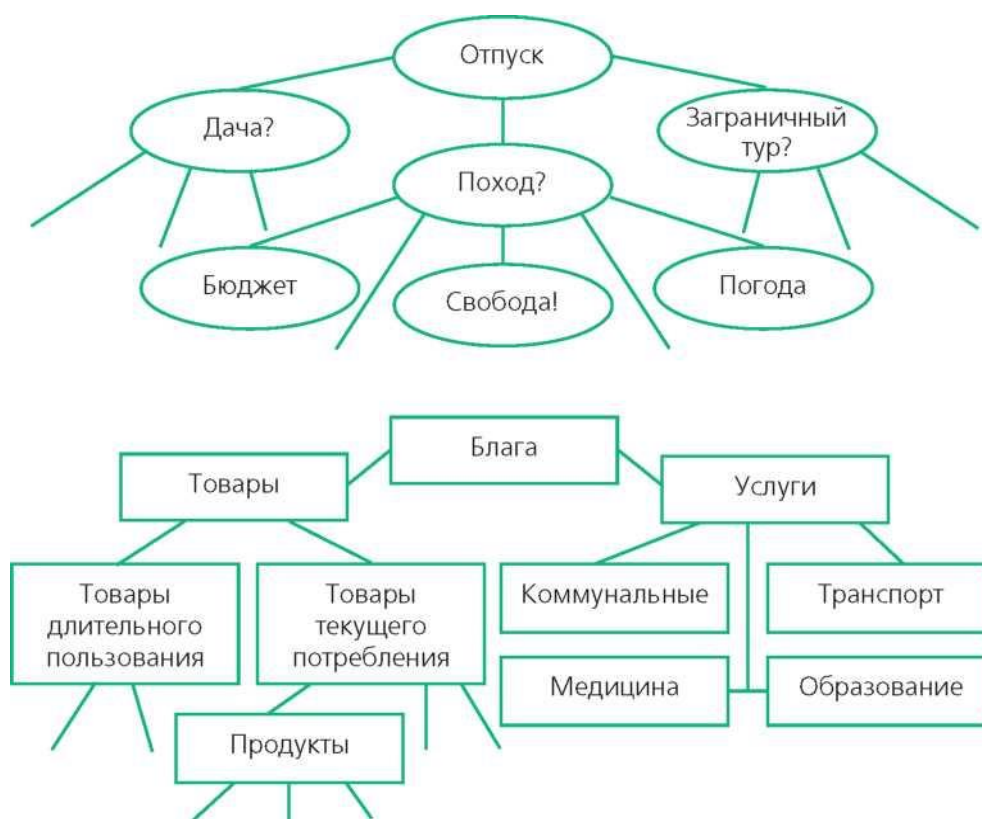 Отпуск
Дача?
Заграничный
тур?
Поход?
Бюджет
Свобода!
Погода
Блага
Товары
Услуги
Товары
длительного
пользования
Товары
текущего
потребления
Коммунальные
Транспорт
Медицина
Образование
Продукты